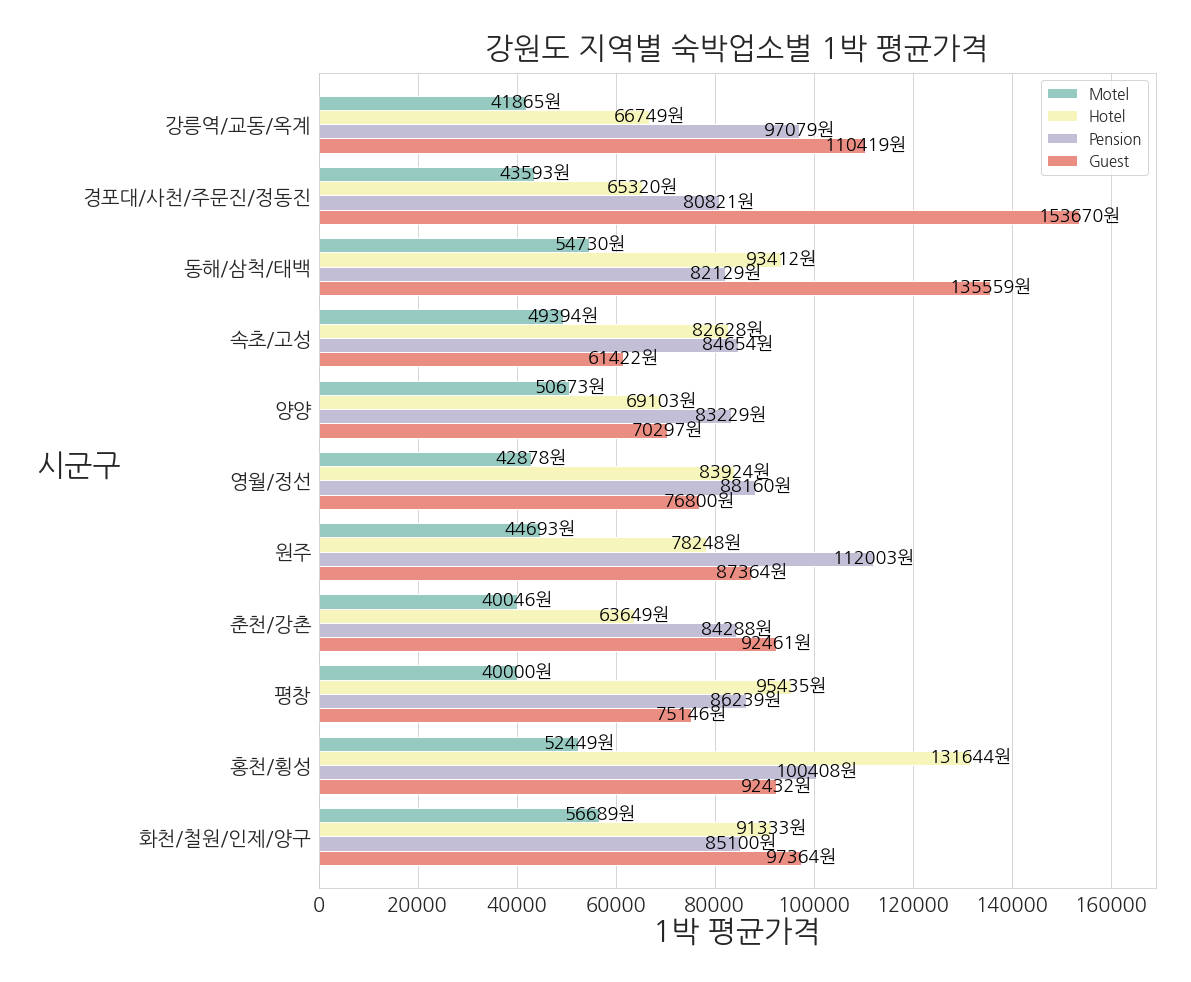 강원도 지역별 숙박업소별 1박 평균가격
Motel
Hotel
Pension
Guest
시군구
강릉역/교동/옥계
41865원
66749원
97079원
110419원
경포대/사천/주문진/정동진
43593원
65320원
80821원
153670원
동해/삼척/태백
54730원
93412원
82129원
135559원
속초/고성
49394원
82628원
84654원
61422원
양양
50673원
69103원
83229원
70297원
영월/정선
42878원
83924원
88160원
76800원
원주
44693원
78248원
112003원
87364원
춘천/강촌
40046원
63649원
84288원
92461원
평창
40000원
95435원
86239원
75146원
홍천/횡성
52449원
131644원
100408원
92432원
화천/철원/인제/양구
56689원
91333원
85100원
97364원
0 20000 40000 60000 80000 100000 120000 140000 160000
1박 평균가격